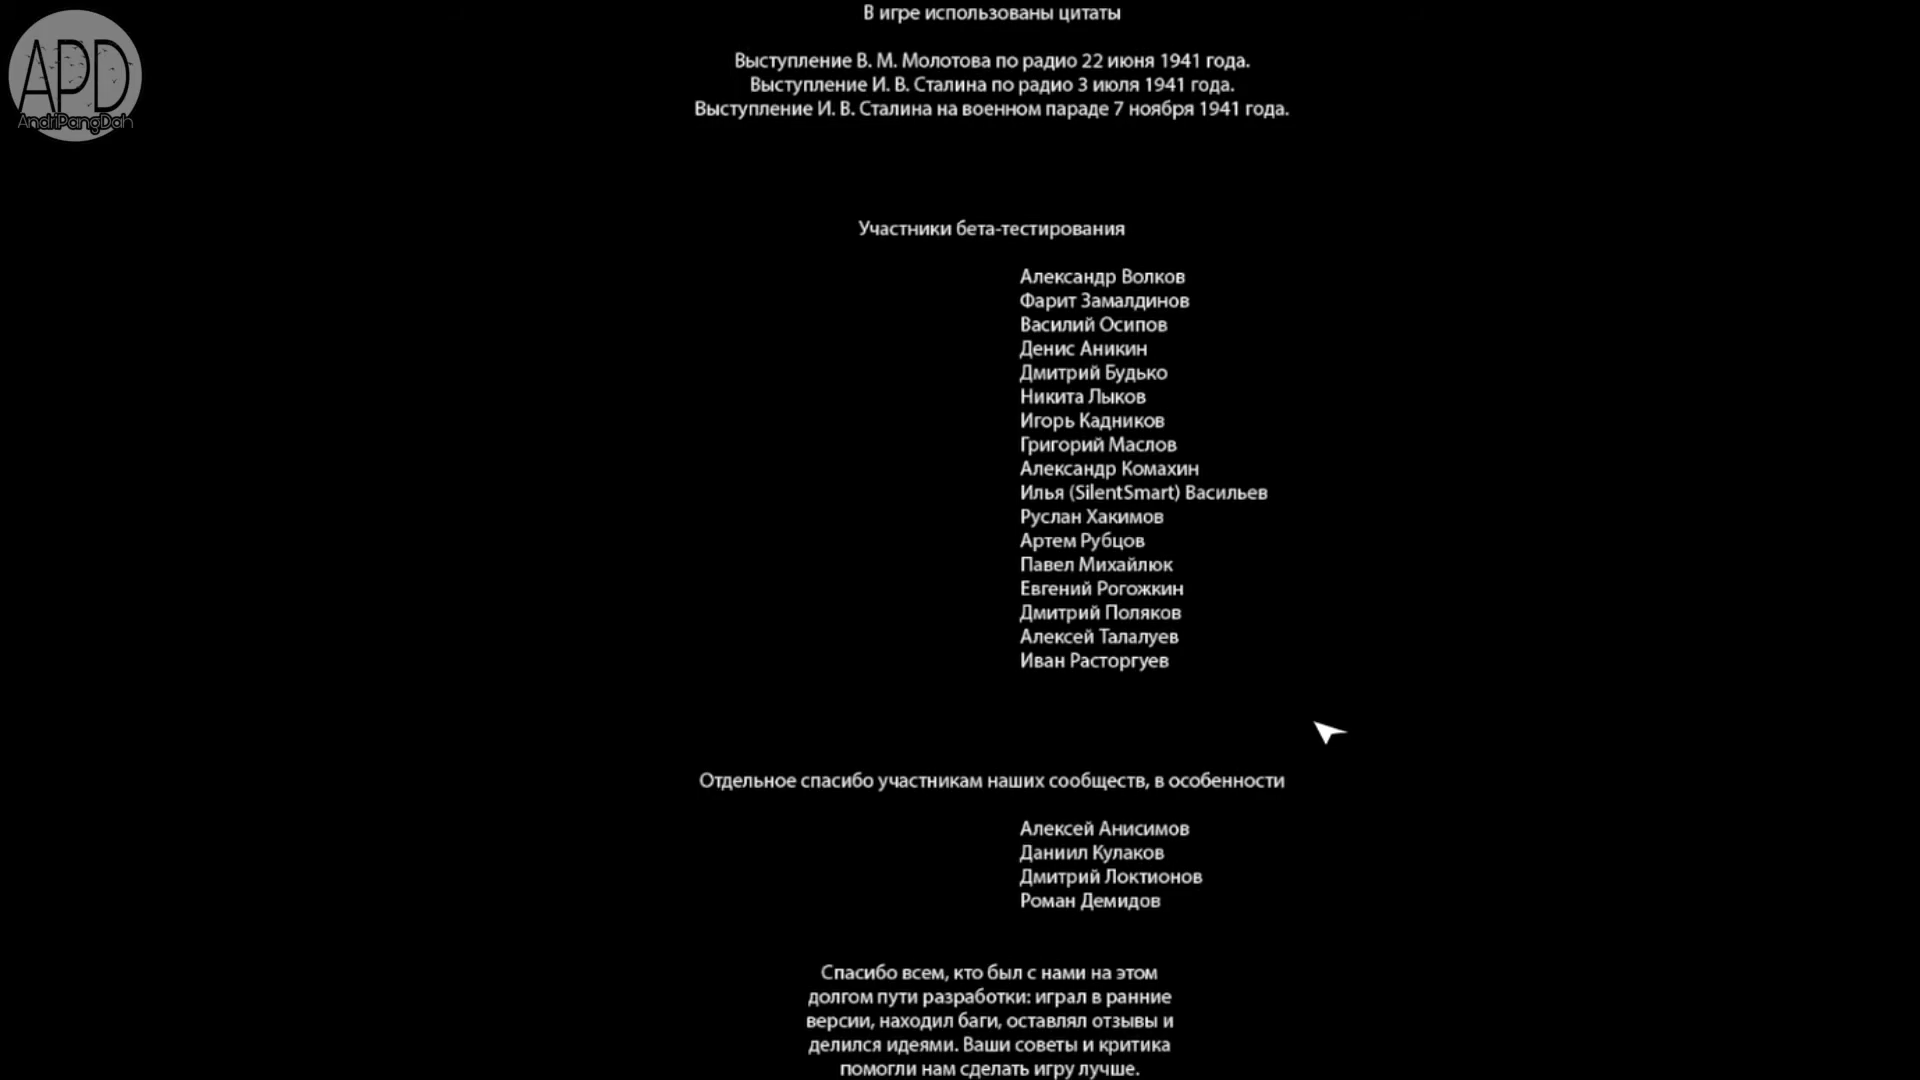 APD
AndriPangDah
В игре использованы цитаты
Выступление В. М. Молотова по радио 22 июня 1941 года.
Выступление И. В. Сталина по радио 3 июля 1941 года.
Выступление И. В. Сталина на военном параде 7 ноября 1941 года.
Участники бета-тестирования
Александр Волков
Фарит Замалдинов
Василий Осипов
Денис Аникин
Дмитрий Будько
Никита Лыков
Игорь Кадников
Григорий Маслов
Александр Комахин
Илья (SilentSmart) Васильев
Руслан Хакимов
Артем Рубцов
Павел Михайлюк
Евгений Рогожкин
Дмитрий Поляков
Алексей Талалуев
Иван Расторгуев
Отдельное спасибо участникам наших сообществ, в особенности
Алексей Анисимов
Даниил Кулаков
Дмитрий Локтионов
Роман Демидов
Спасибо всем, кто был с нами на этом
долгом пути разработки: играл в ранние
версии, находил баги, оставлял отзывы и
делился идеями. Ваши советы и критика
помогли нам сделать игру лучше.